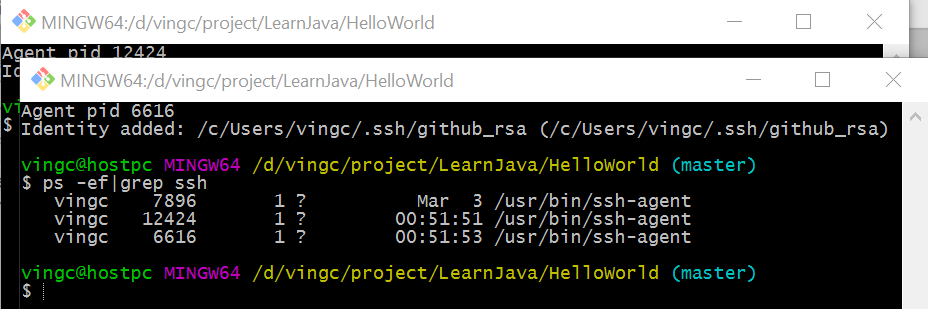 MINGW64:/d/vingc/project/LearnJava/HelloWorld
Agent pid 12424
MINGW64:/d/vingc/project/LearnJava/HelloWorld
Agent pid 6616
Identity added: /c/Users/vingc/.ssh/github_rsa (/c/Users/vingc/.ssh/github_rsa)
vingc@hostpc MINGW64 /d/vingc/project/LearnJava/HelloWorld (master)
$ ps -ef|grep ssh
vingc 7896 1 ? Mar 3 /usr/bin/ssh-agent
vingc 12424 1 ? 00:51:51 /usr/bin/ssh-agent
vingc 6616 1 ? 00:51:53 /usr/bin/ssh-agent
vingc@hostpc MINGW64 /d/vingc/project/LearnJava/HelloWorld (master)
$